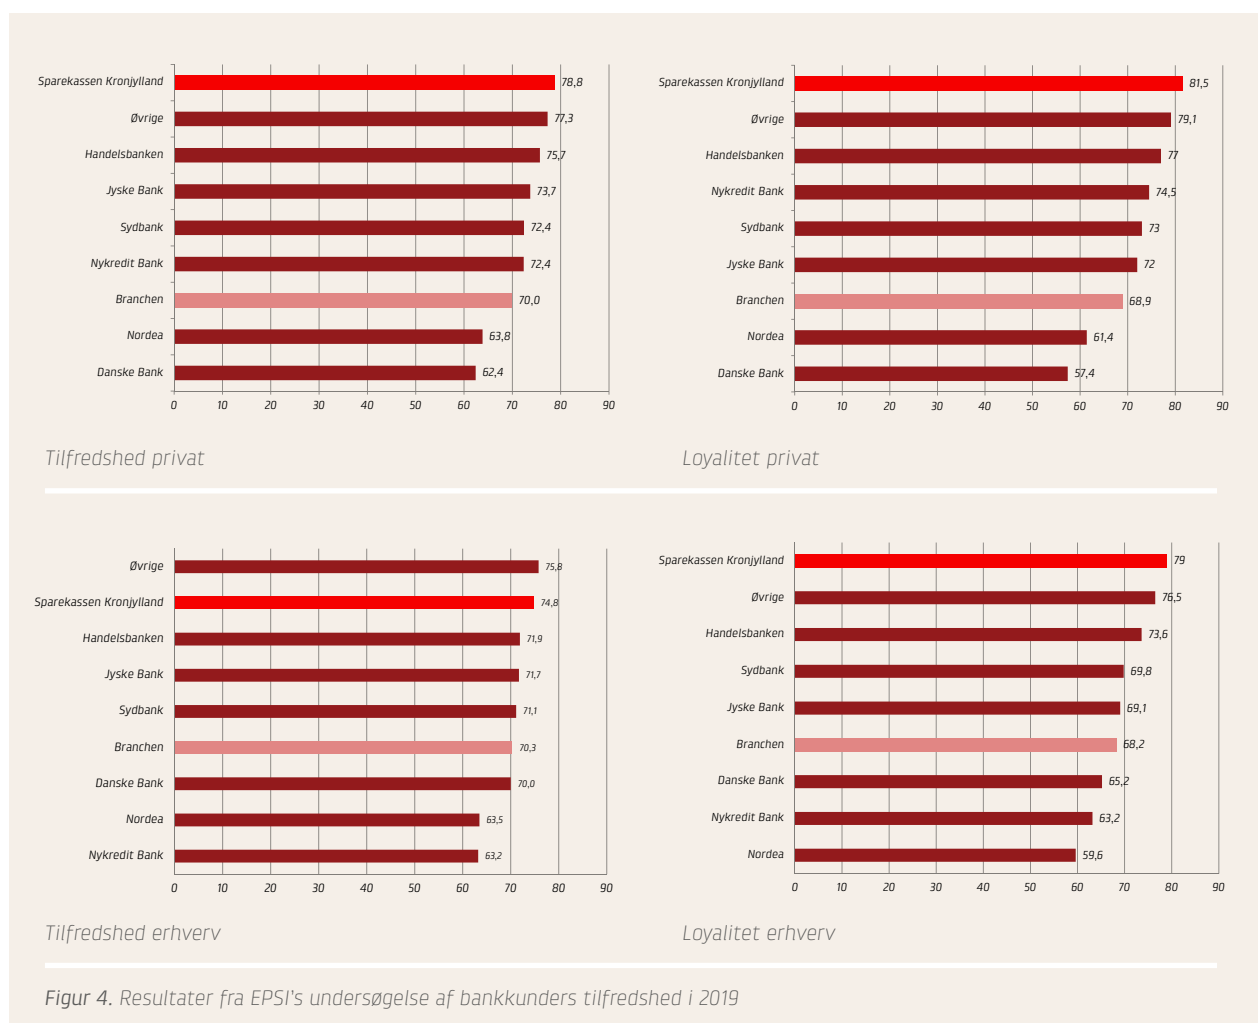 Sparekassen Kronjylland 78,8
Øvrige 77,3
Handelsbanken 75,7
Jyske Bank 73,7
Sydbank 72,4
Nykredit Bank 72,4
Branchen 70,0
Nordea 63,8
Danske Bank 62,4
0 10 20 30 40 50 60 70 80 90
Tilfredshed privat
Sparekassen Kronjylland 81,5
Øvrige 79,1
Handelsbanken 77
Nykredit Bank 74,5
Sydbank 73
Jyske Bank 72
Branchen 68,9
Nordea 61,4
Danske Bank 57,4
0 10 20 30 40 50 60 70 80 90
Loyalitet privat
Øvrige 75,8
Sparekassen Kronjylland 74,8
Handelsbanken 71,9
Jyske Bank 71,7
Sydbank 71,1
Branchen 70,3
Danske Bank 70,0
Nordea 63,5
Nykredit Bank 63,2
0 10 20 30 40 50 60 70 80 90
Tilfredshed erhverv
Sparekassen Kronjylland 79
Øvrige 76,5
Handelsbanken 73,6
Sydbank 69,8
Jyske Bank 69,1
Branchen 68,2
Danske Bank 65,2
Nykredit Bank 63,2
Nordea 59,6
0 10 20 30 40 50 60 70 80 90
Loyalitet erhverv
Figur 4. Resultater fra EPSI's undersøgelse af bankkunders tilfredshed i 2019